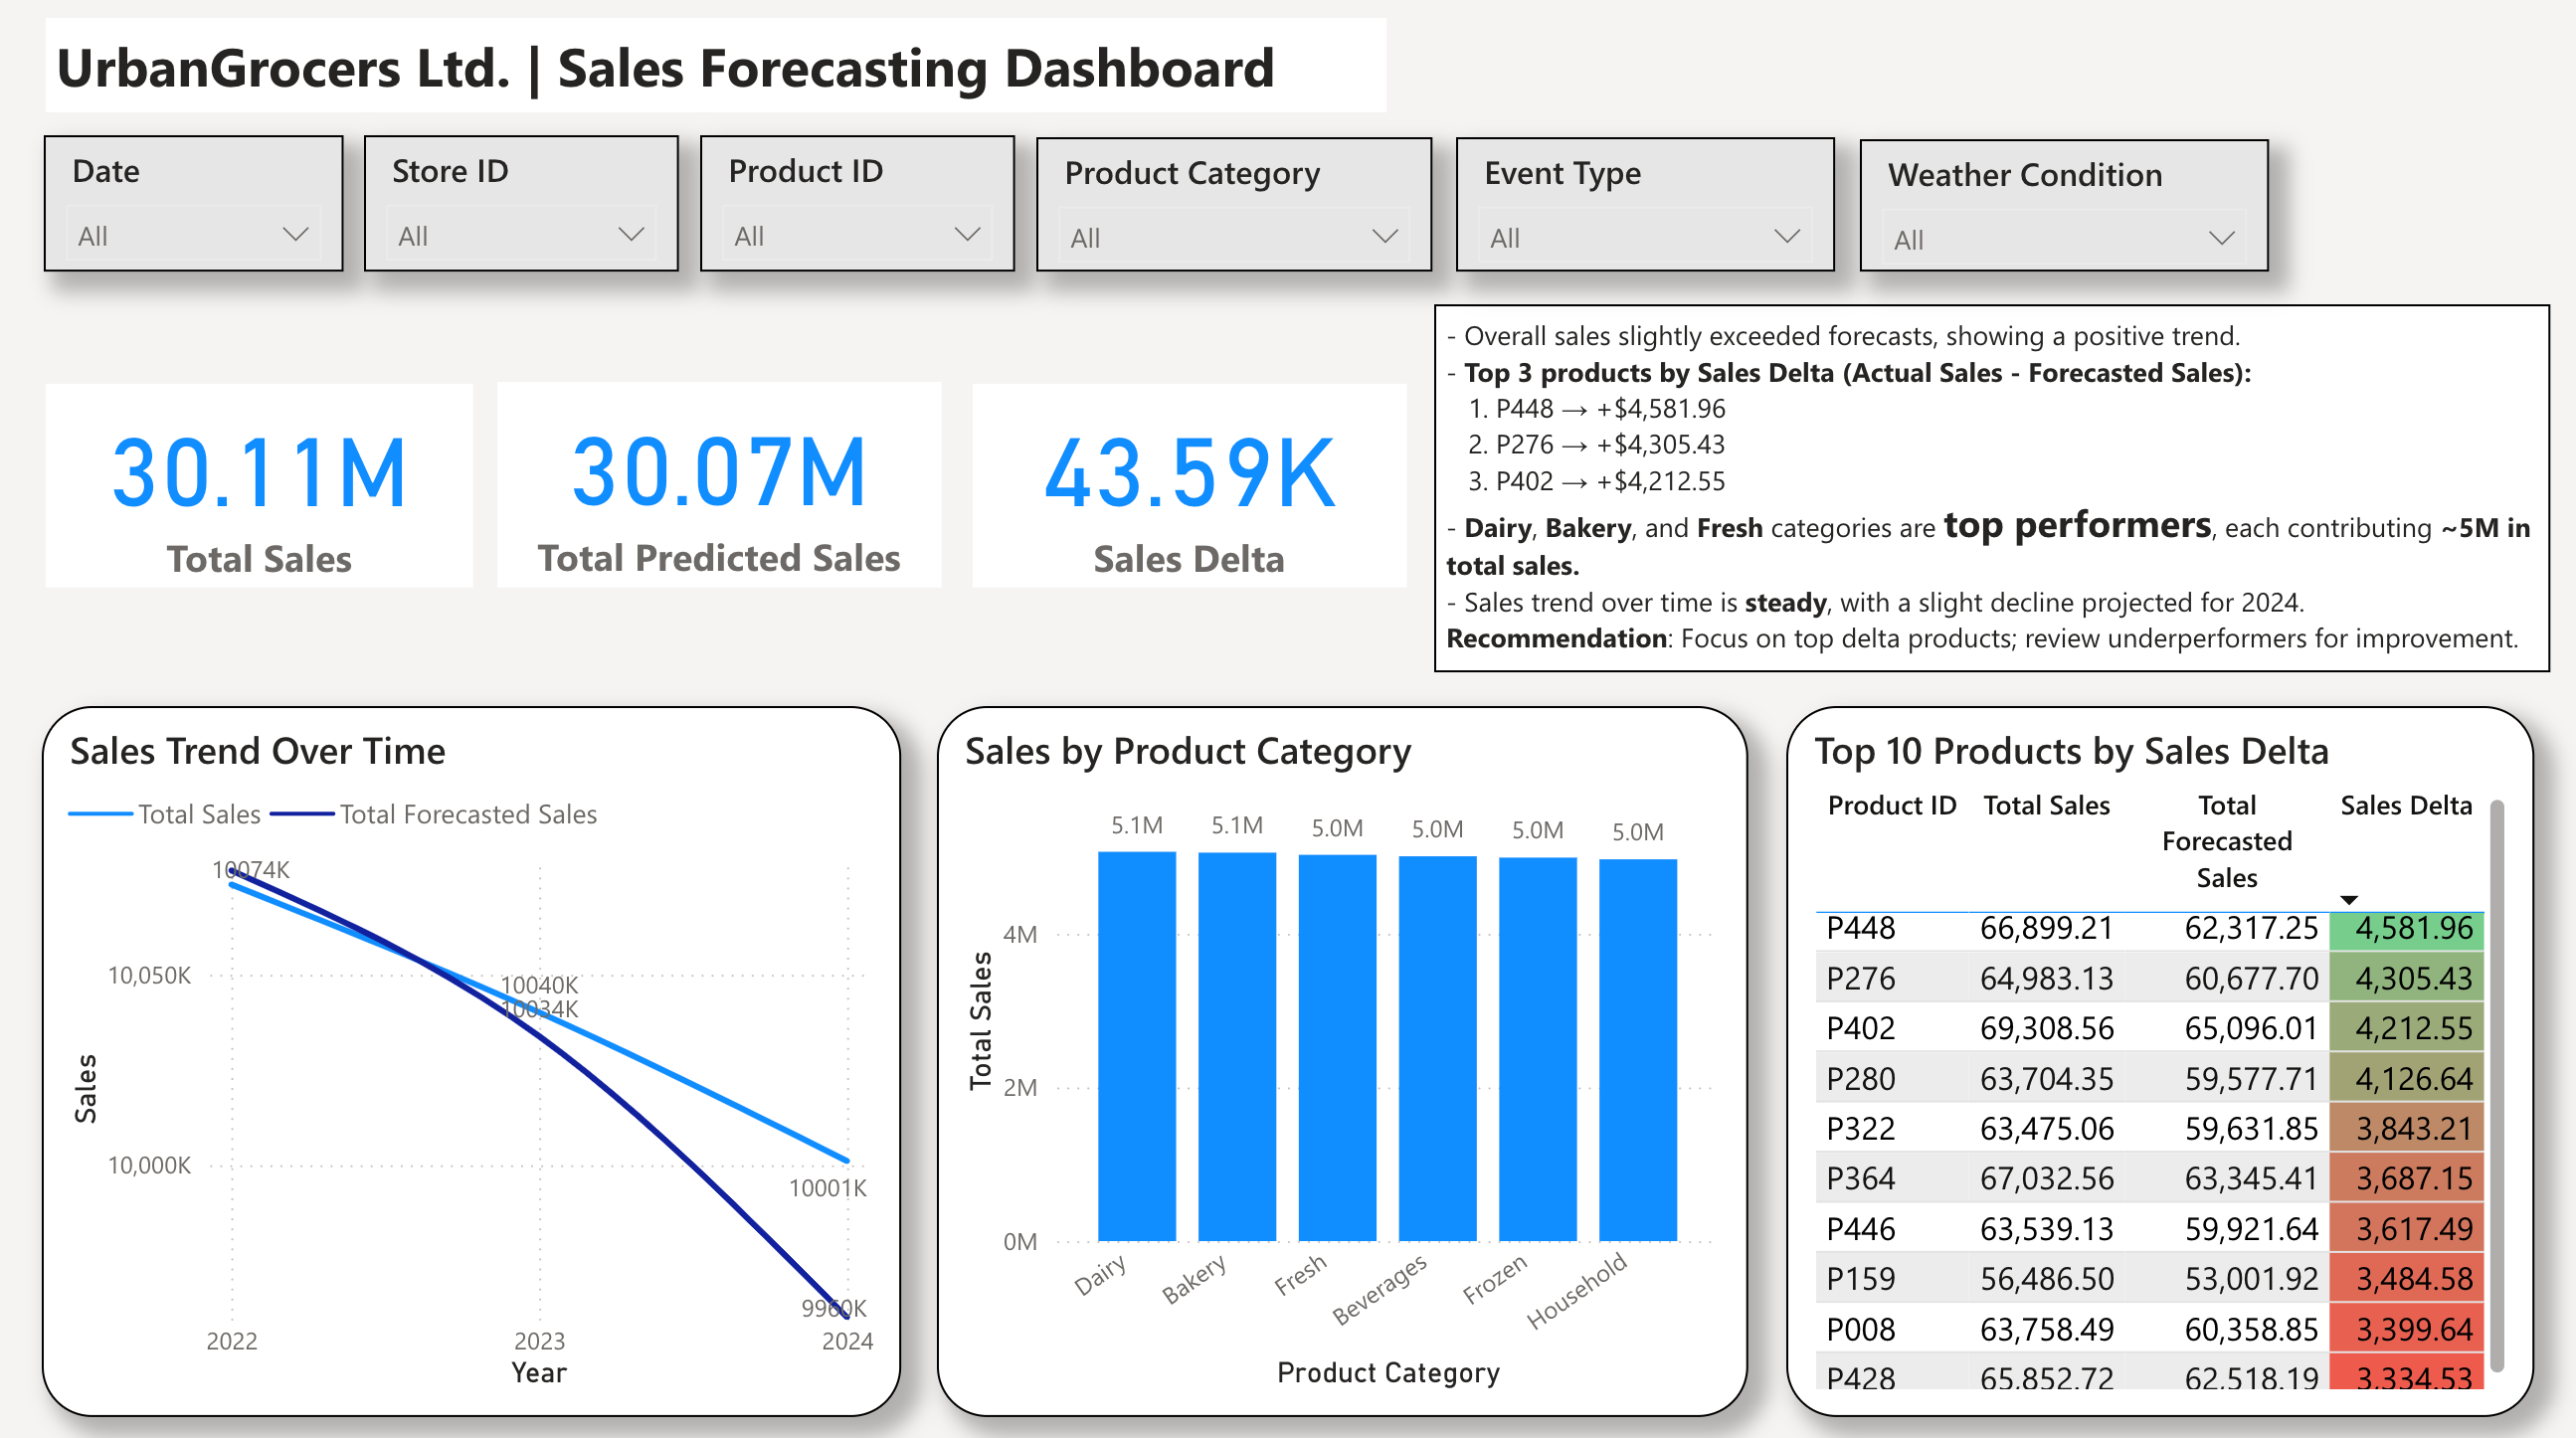 UrbanGrocers Ltd. | Sales Forecasting Dashboard
Date
All
Store ID
All
Product ID
All
Product Category
All
Event Type
All
Weather Condition
All
30.11M
Total Sales
30.07M
Total Predicted Sales
43.59K
Sales Delta
- Overall sales slightly exceeded forecasts, showing a positive trend.
- Top 3 products by Sales Delta (Actual Sales - Forecasted Sales):
1. P448 → +$4,581.96
2. P276 → +$4,305.43
3. P402 → +$4,212.55
- Dairy, Bakery, and Fresh categories are top performers, each contributing ~5M in
total sales.
- Sales trend over time is steady, with a slight decline projected for 2024.
Recommendation: Focus on top delta products; review underperformers for improvement.
Sales Trend Over Time
Total Sales Total Forecasted Sales
10074K
10,050K
10040K
10034K
Sales
10,000K
10001K
9960K
2022 2023 2024
Year
Sales by Product Category
5.1M 5.1M 5.0M 5.0M 5.0M 5.0M
4M
Total Sales
2M
0M
Dairy Bakery Fresh Beverages Frozen Household
Product Category
Top 10 Products by Sales Delta
Product ID Total Sales Total Sales Delta
Forecasted
Sales
P448 66,899.21 62,317.25 4,581.96
P276 64,983.13 60,677.70 4,305.43
P402 69,308.56 65,096.01 4,212.55
P280 63,704.35 59,577.71 4,126.64
P322 63,475.06 59,631.85 3,843.21
P364 67,032.56 63,345.41 3,687.15
P446 63,539.13 59,921.64 3,617.49
P159 56,486.50 53,001.92 3,484.58
P008 63,758.49 60,358.85 3,399.64
P428 65,852.72 62,518.19 3,334.53